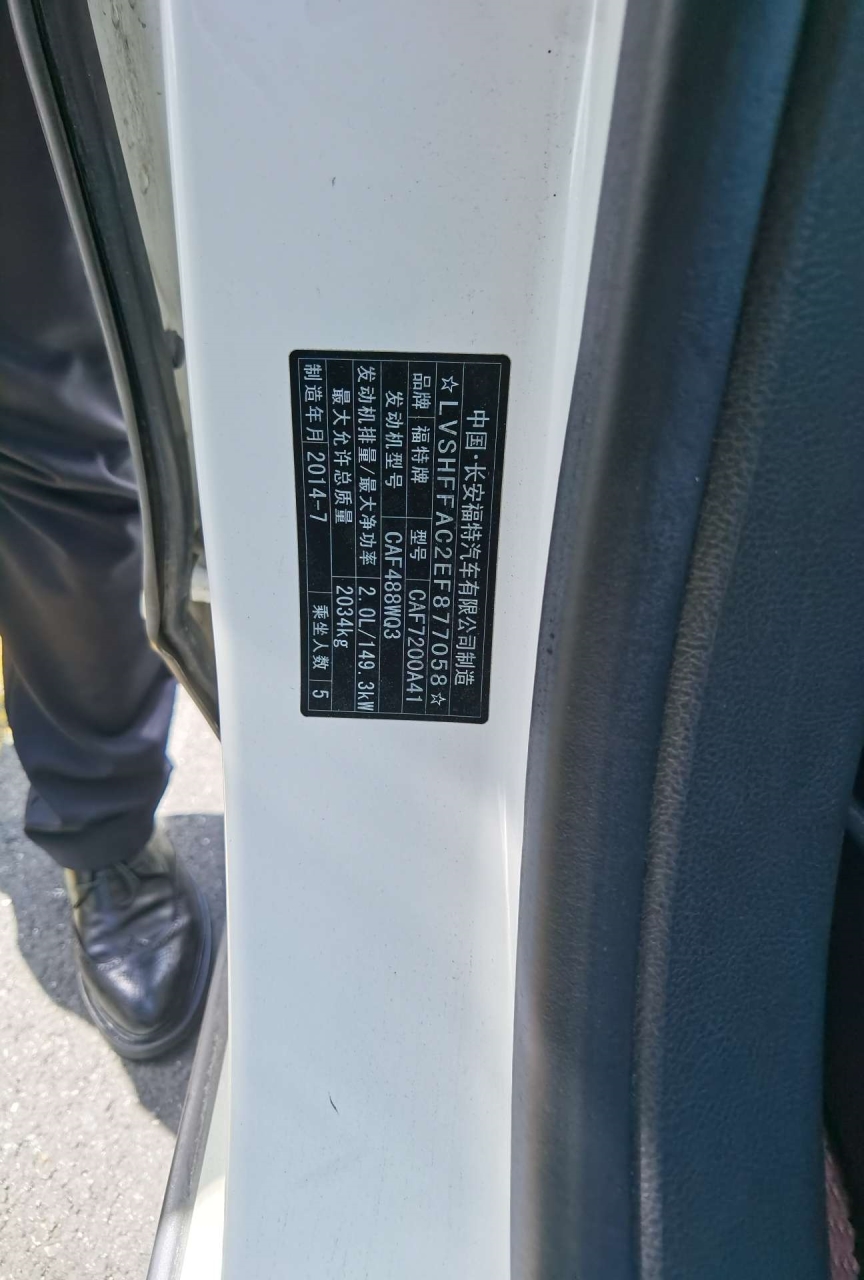 中国·长安福特汽车有限公司制造
☆LVSHFFAC2EF877058☆
品牌 福特牌 型号 CAF7200A41
发动机型号 CAF488WQ3
发动机排量/最大净功率 2.0L/149.3kW
最大允许总质量 2034kg
制造年月 2014-7 乘坐人数 5